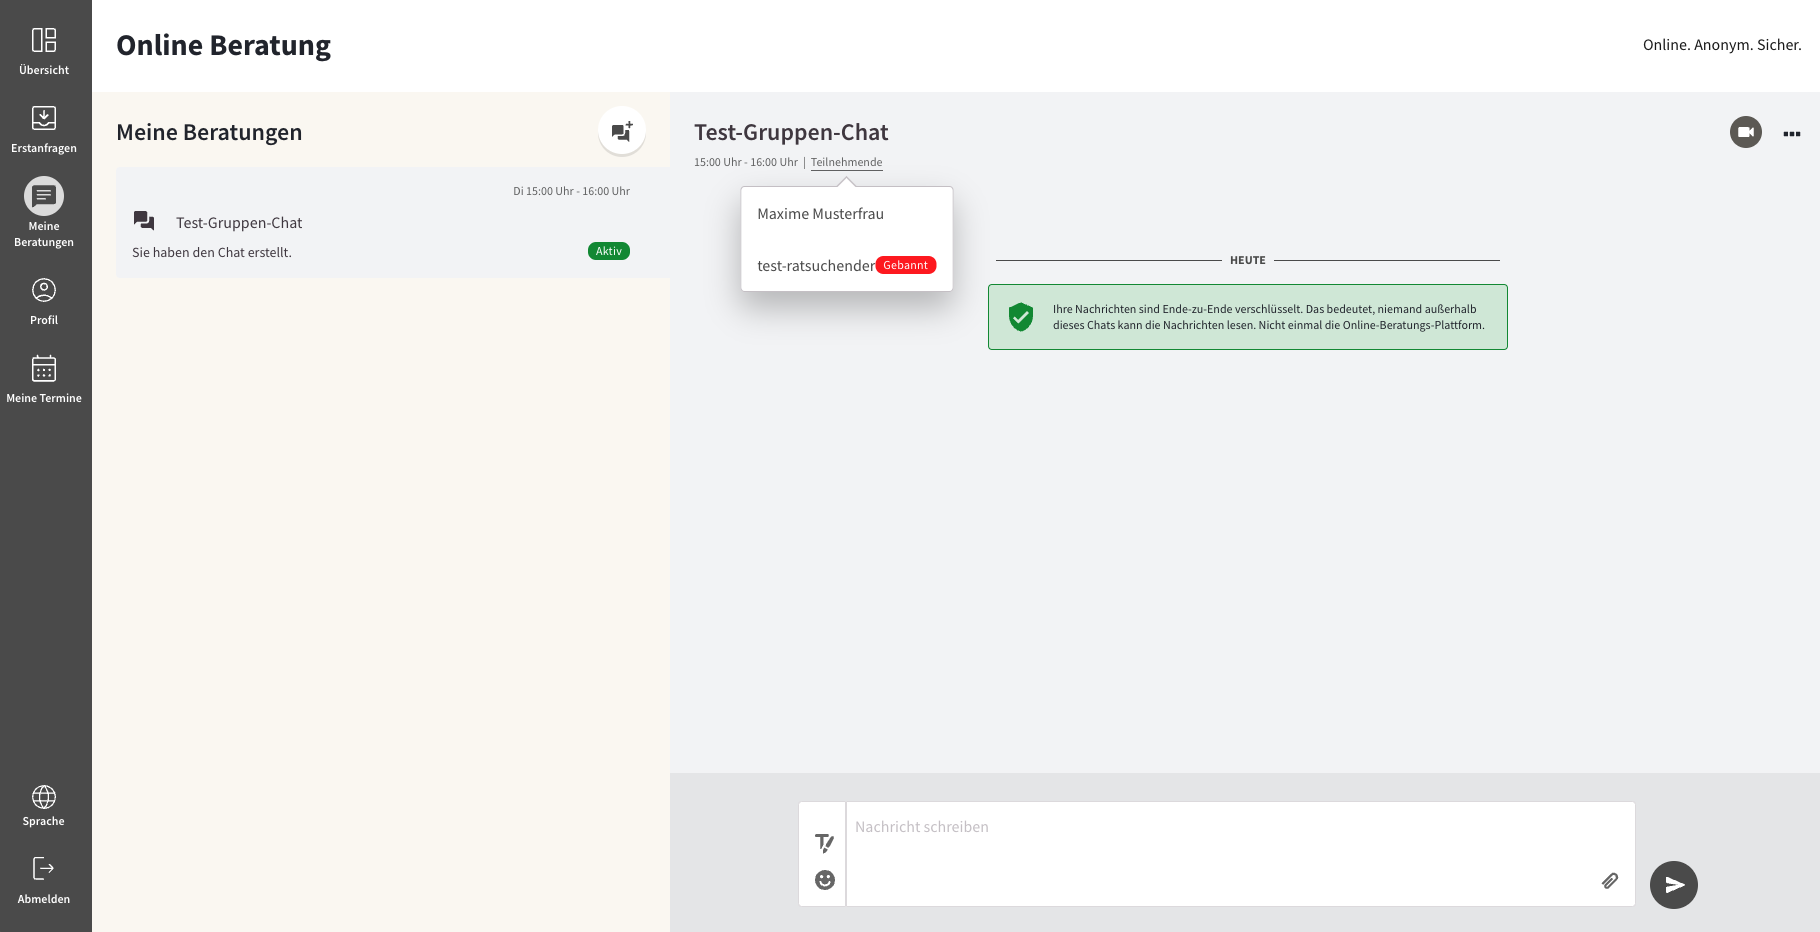 Online Beratung
Online. Anonym. Sicher.
Übersicht
Erstanfragen
Meine
Beratungen
Profil
Meine Termine
Sprache
Abmelden
Meine Beratungen
Di 15:00 Uhr - 16:00 Uhr
Test-Gruppen-Chat
Sie haben den Chat erstellt.
Aktiv
Test-Gruppen-Chat
15:00 Uhr - 16:00 Uhr | Teilnehmende
Maxime Musterfrau
test-ratsuchender Gebannt
HEUTE
Ihre Nachrichten sind Ende-zu-Ende verschlüsselt. Das bedeutet, niemand außerhalb
dieses Chats kann die Nachrichten lesen. Nicht einmal die Online-Beratungs-Plattform.
Nachricht schreiben